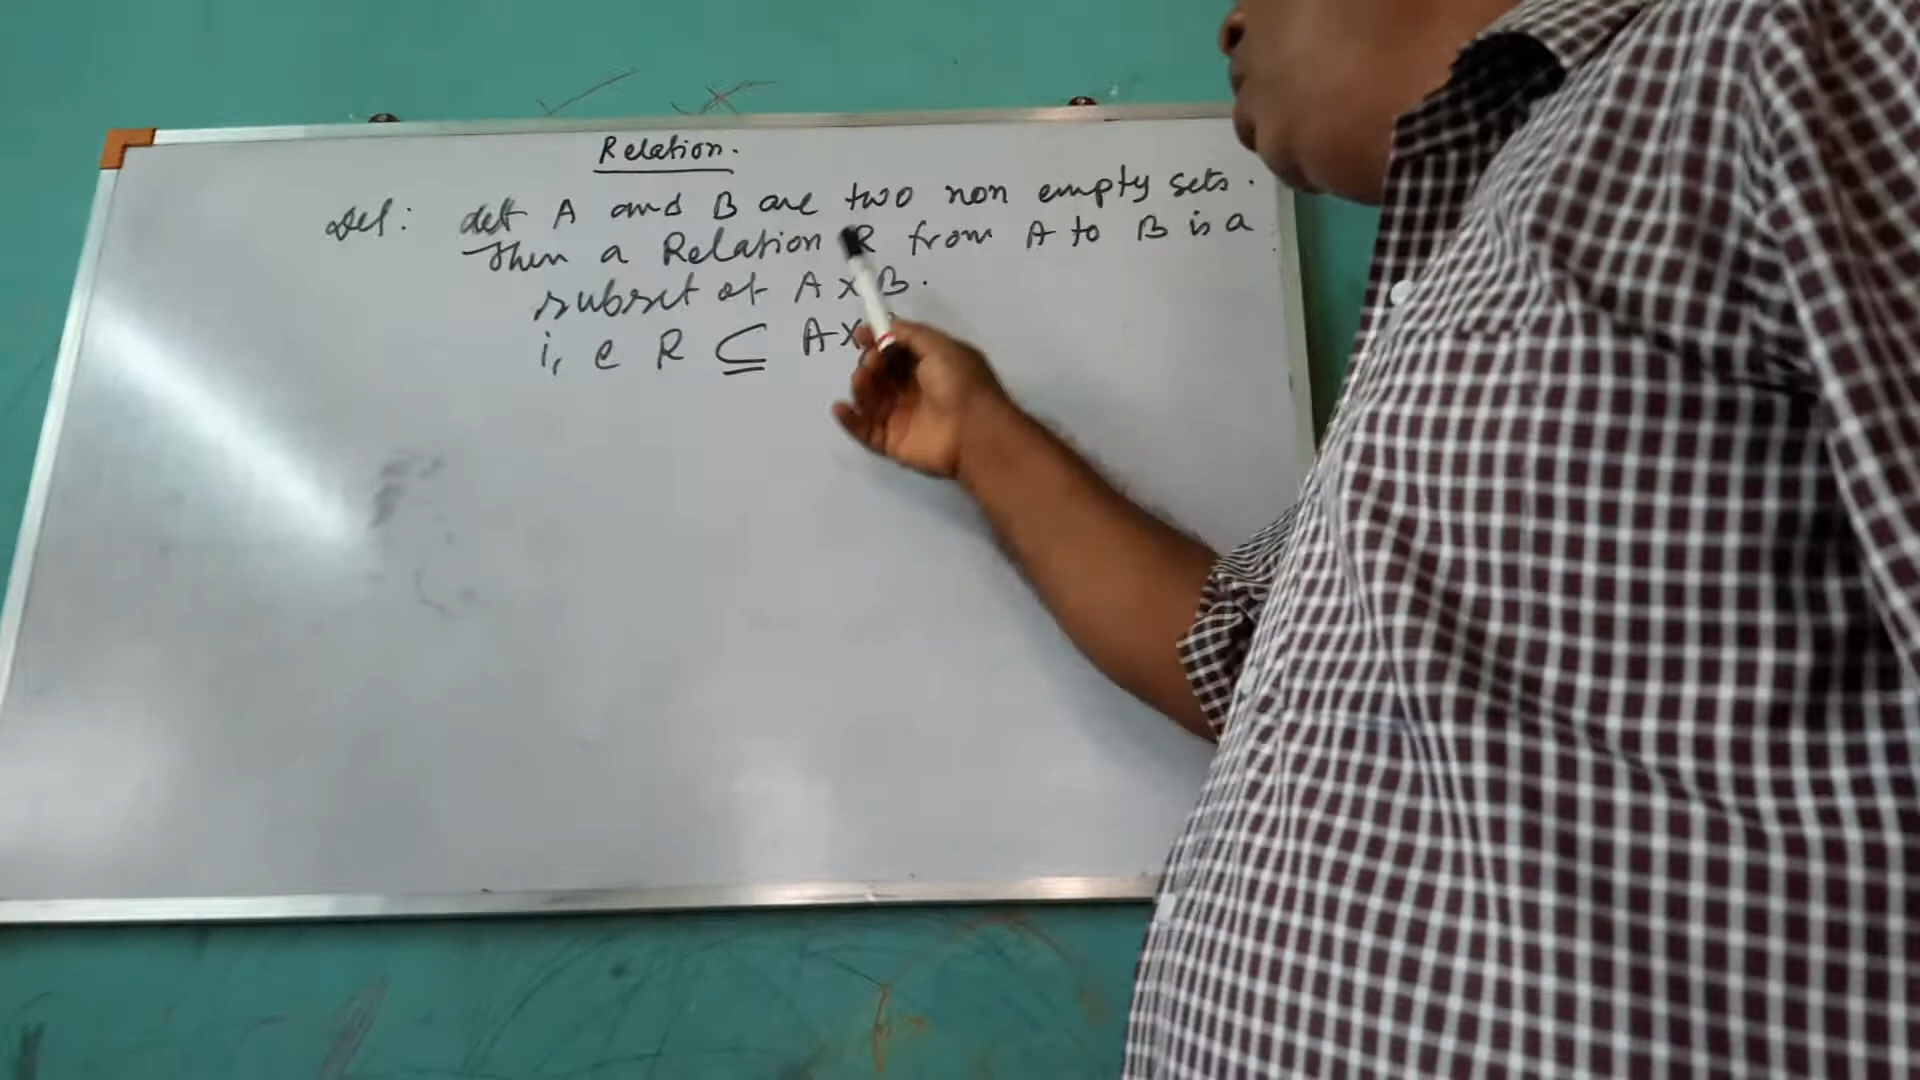 Relation.
Def: Let A and B are two non empty sets.
Then a Relation R from A to B is a
subset of A x B.
i, e R ⊆ A x